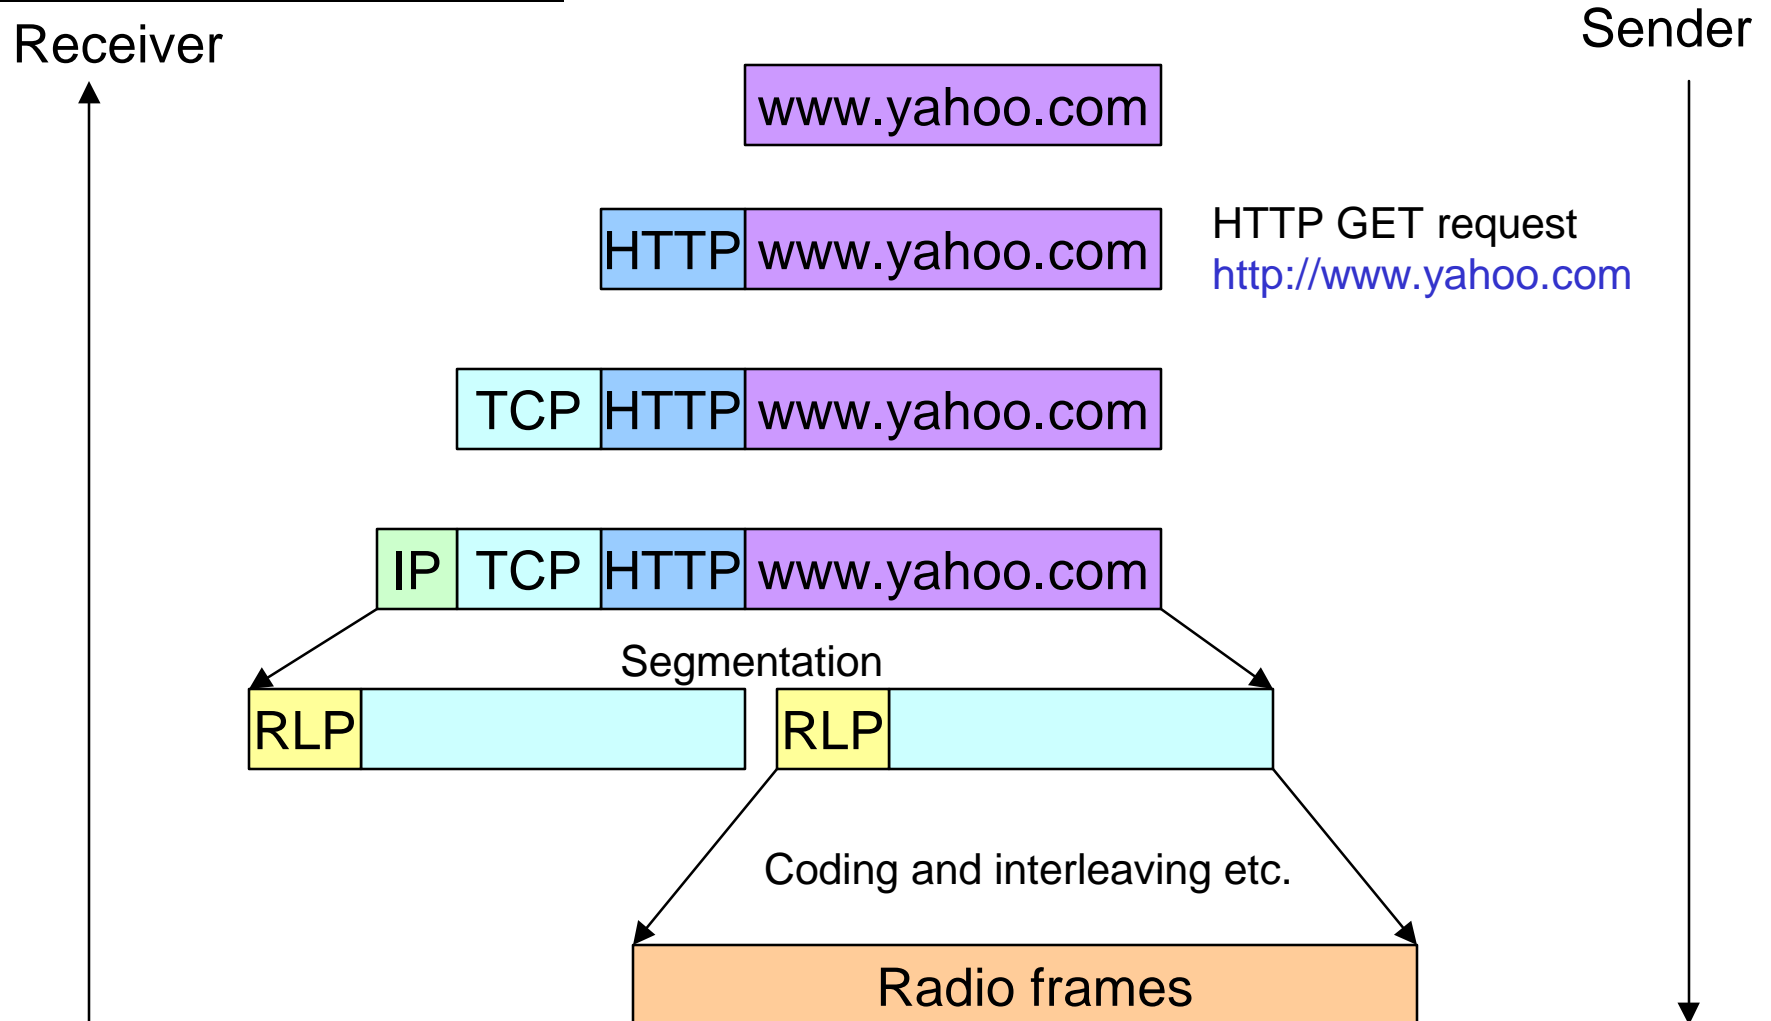 Receiver
Sender
www.yahoo.com
HTTP www.yahoo.com
HTTP GET request
http://www.yahoo.com
TCP HTTP www.yahoo.com
IP TCP HTTP www.yahoo.com
Segmentation
RLP RLP
Coding and interleaving etc.
Radio frames